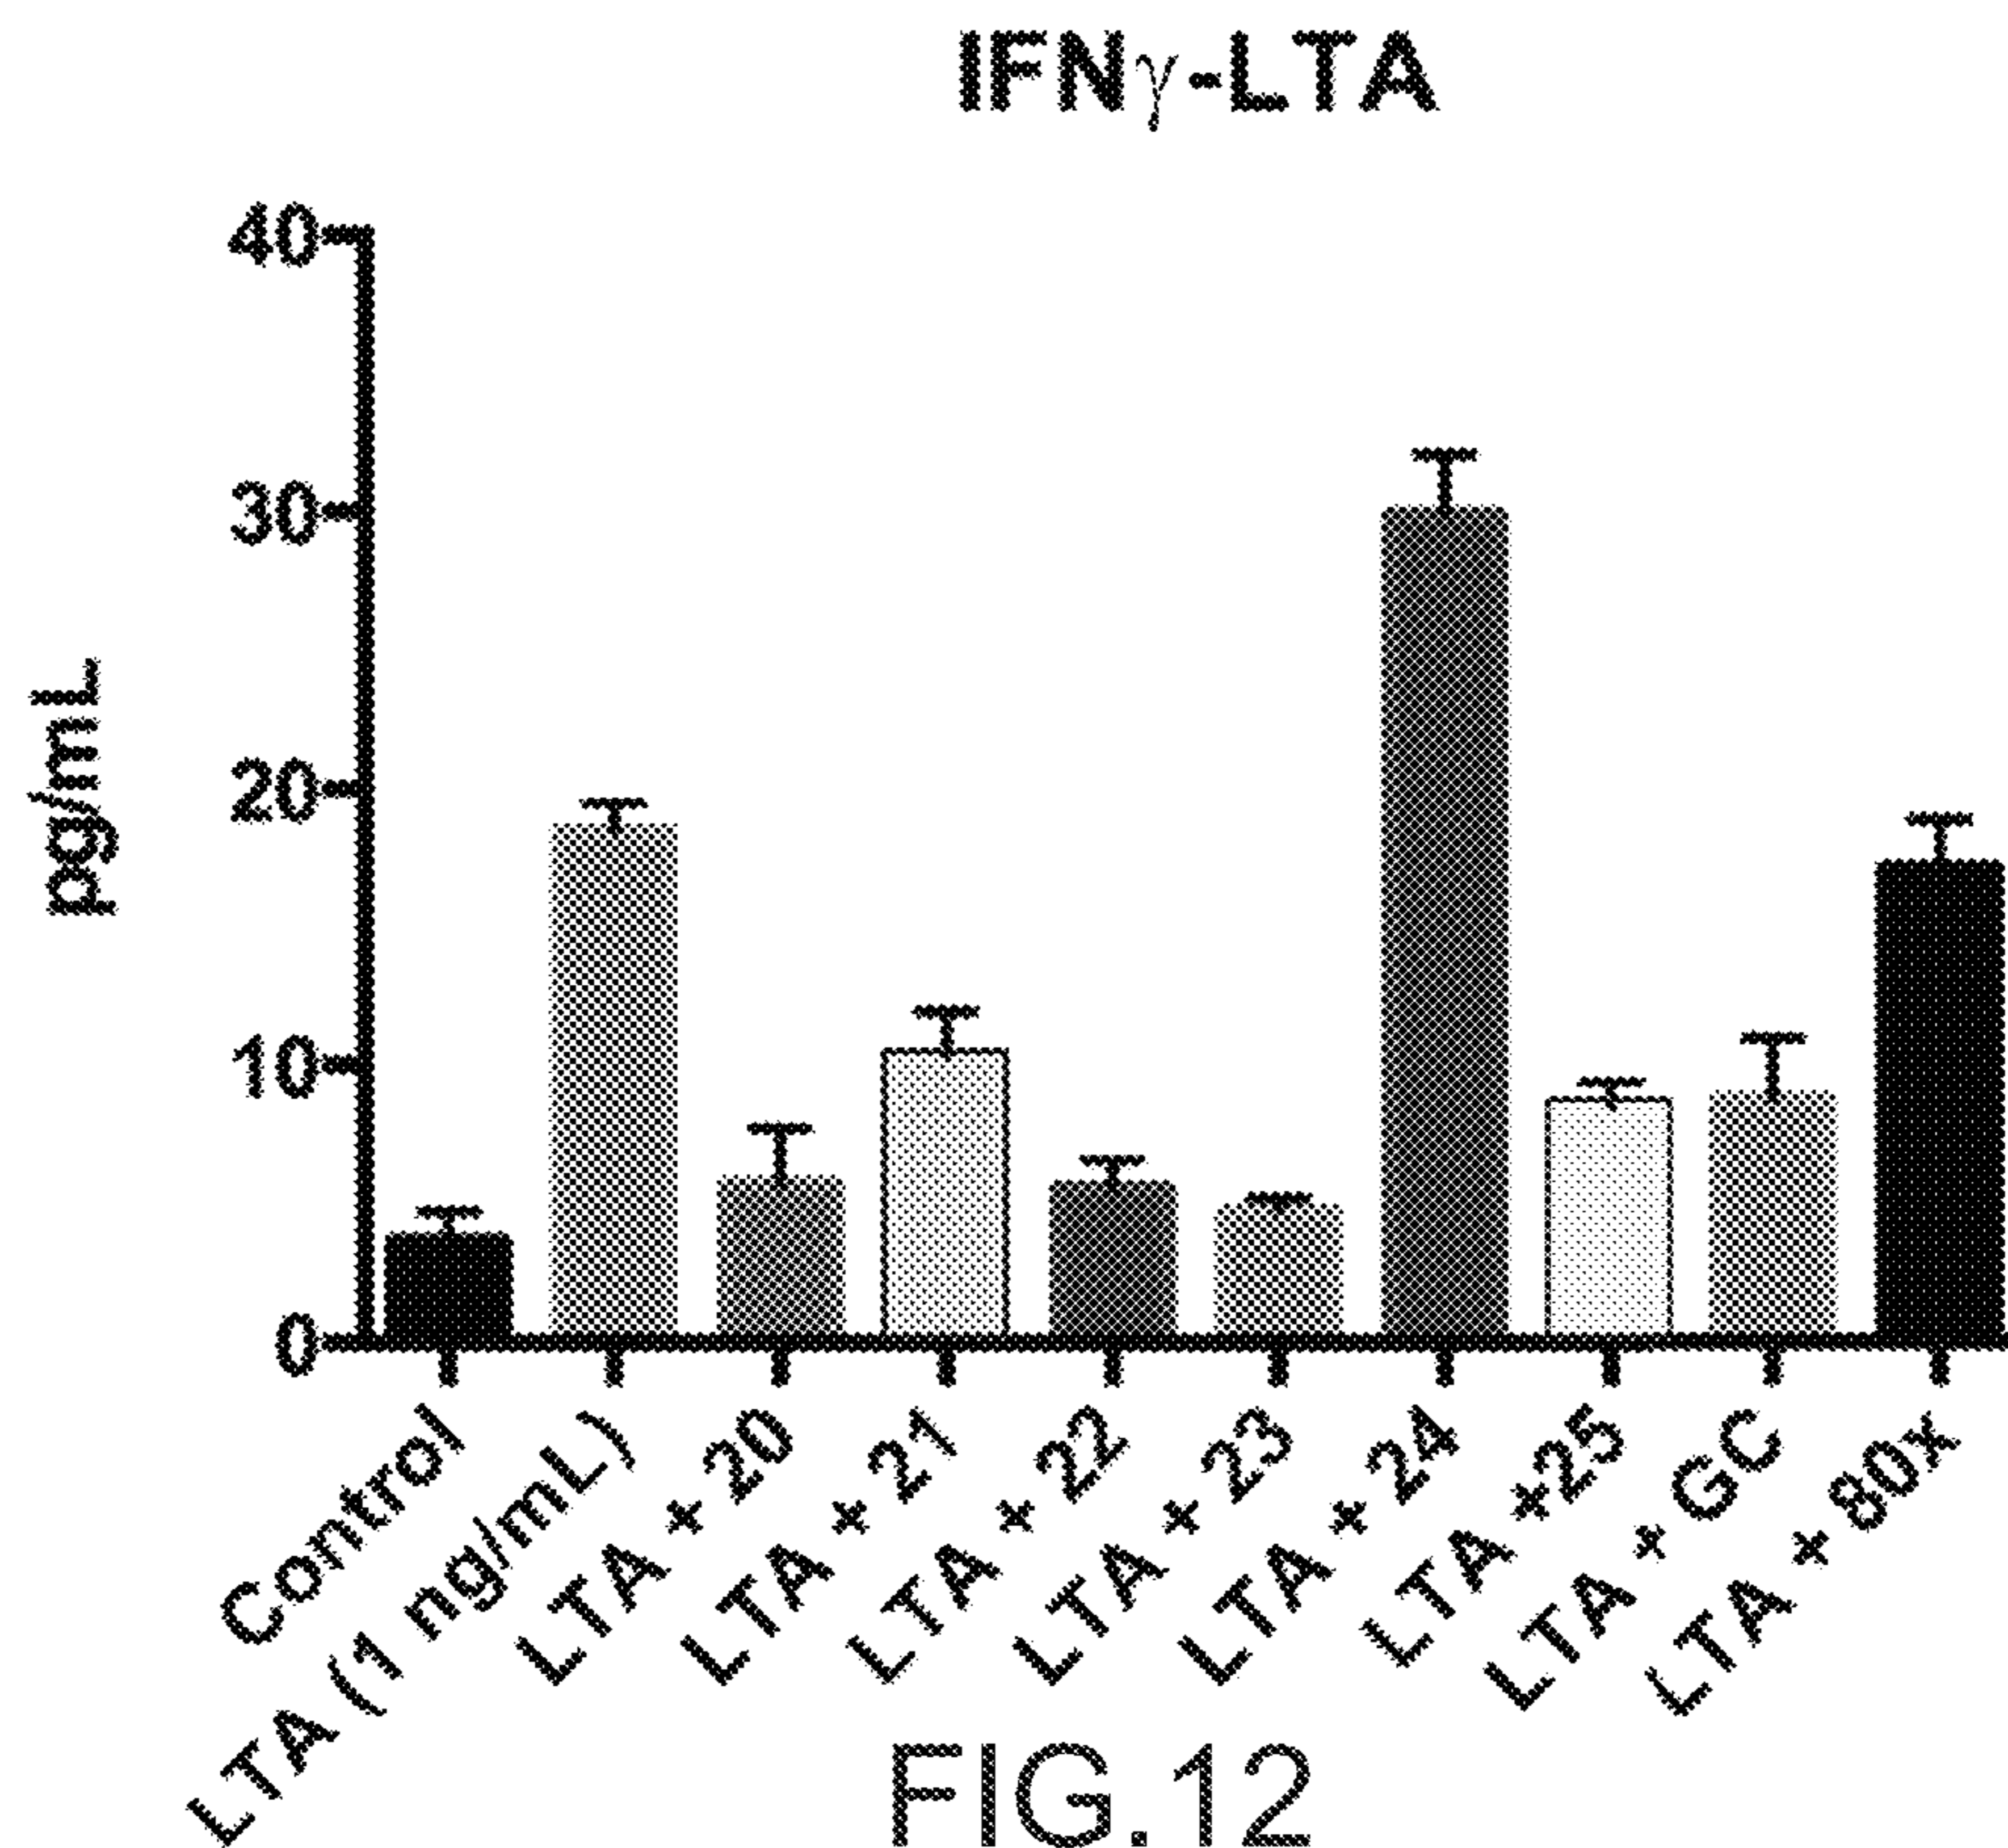 IFNγ-LTA
40
30
20
10
0
pg/mL
Control
LTA (1 ng/mL)
LTA + 20
LTA + 21
LTA + 22
LTA + 23
LTA + 24
LTA +25
LTA + GC
LTA + 80x
FIG.12